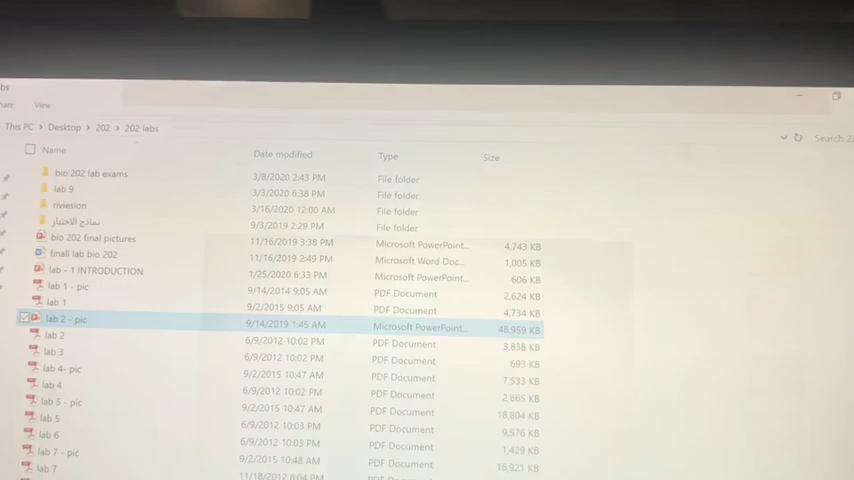 bs
hare View
This PC > Desktop > 202 > 202 labs Search 2
Name Date modified Type Size
bio 202 lab exams 3/8/2020 2:43 PM File folder
lab 9 3/3/2020 6:38 PM File folder
riviesion 3/16/2020 12:00 AM File folder
نماذج الاختبار 9/3/2019 2:29 PM File folder
bio 202 final pictures 11/16/2019 3:38 PM Microsoft PowerPoint... 4,743 KB
finall lab bio 202 11/16/2019 2:49 PM Microsoft Word Doc... 1,005 KB
lab - 1 INTRODUCTION 1/25/2020 6:33 PM Microsoft PowerPoint... 606 KB
lab 1 - pic 9/14/2014 9:05 AM PDF Document 2,624 KB
lab 1 9/2/2015 9:05 AM PDF Document 4,734 KB
lab 2 - pic 9/14/2019 1:45 AM Microsoft PowerPoint... 48,959 KB
lab 2 6/9/2012 10:02 PM PDF Document 3,838 KB
lab 3 6/9/2012 10:02 PM PDF Document 693 KB
lab 4- pic 9/2/2015 10:47 AM PDF Document 7,533 KB
lab 4 6/9/2012 10:02 PM PDF Document 2,665 KB
lab 5 - pic 9/2/2015 10:47 AM PDF Document 18,804 KB
lab 5 6/9/2012 10:03 PM PDF Document 9,576 KB
lab 6 6/9/2012 10:03 PM PDF Document 1,429 KB
lab 7 - pic 9/2/2015 10:48 AM PDF Document 16,921 KB
lab 7 11/18/2012 8:04 PM PDF Document